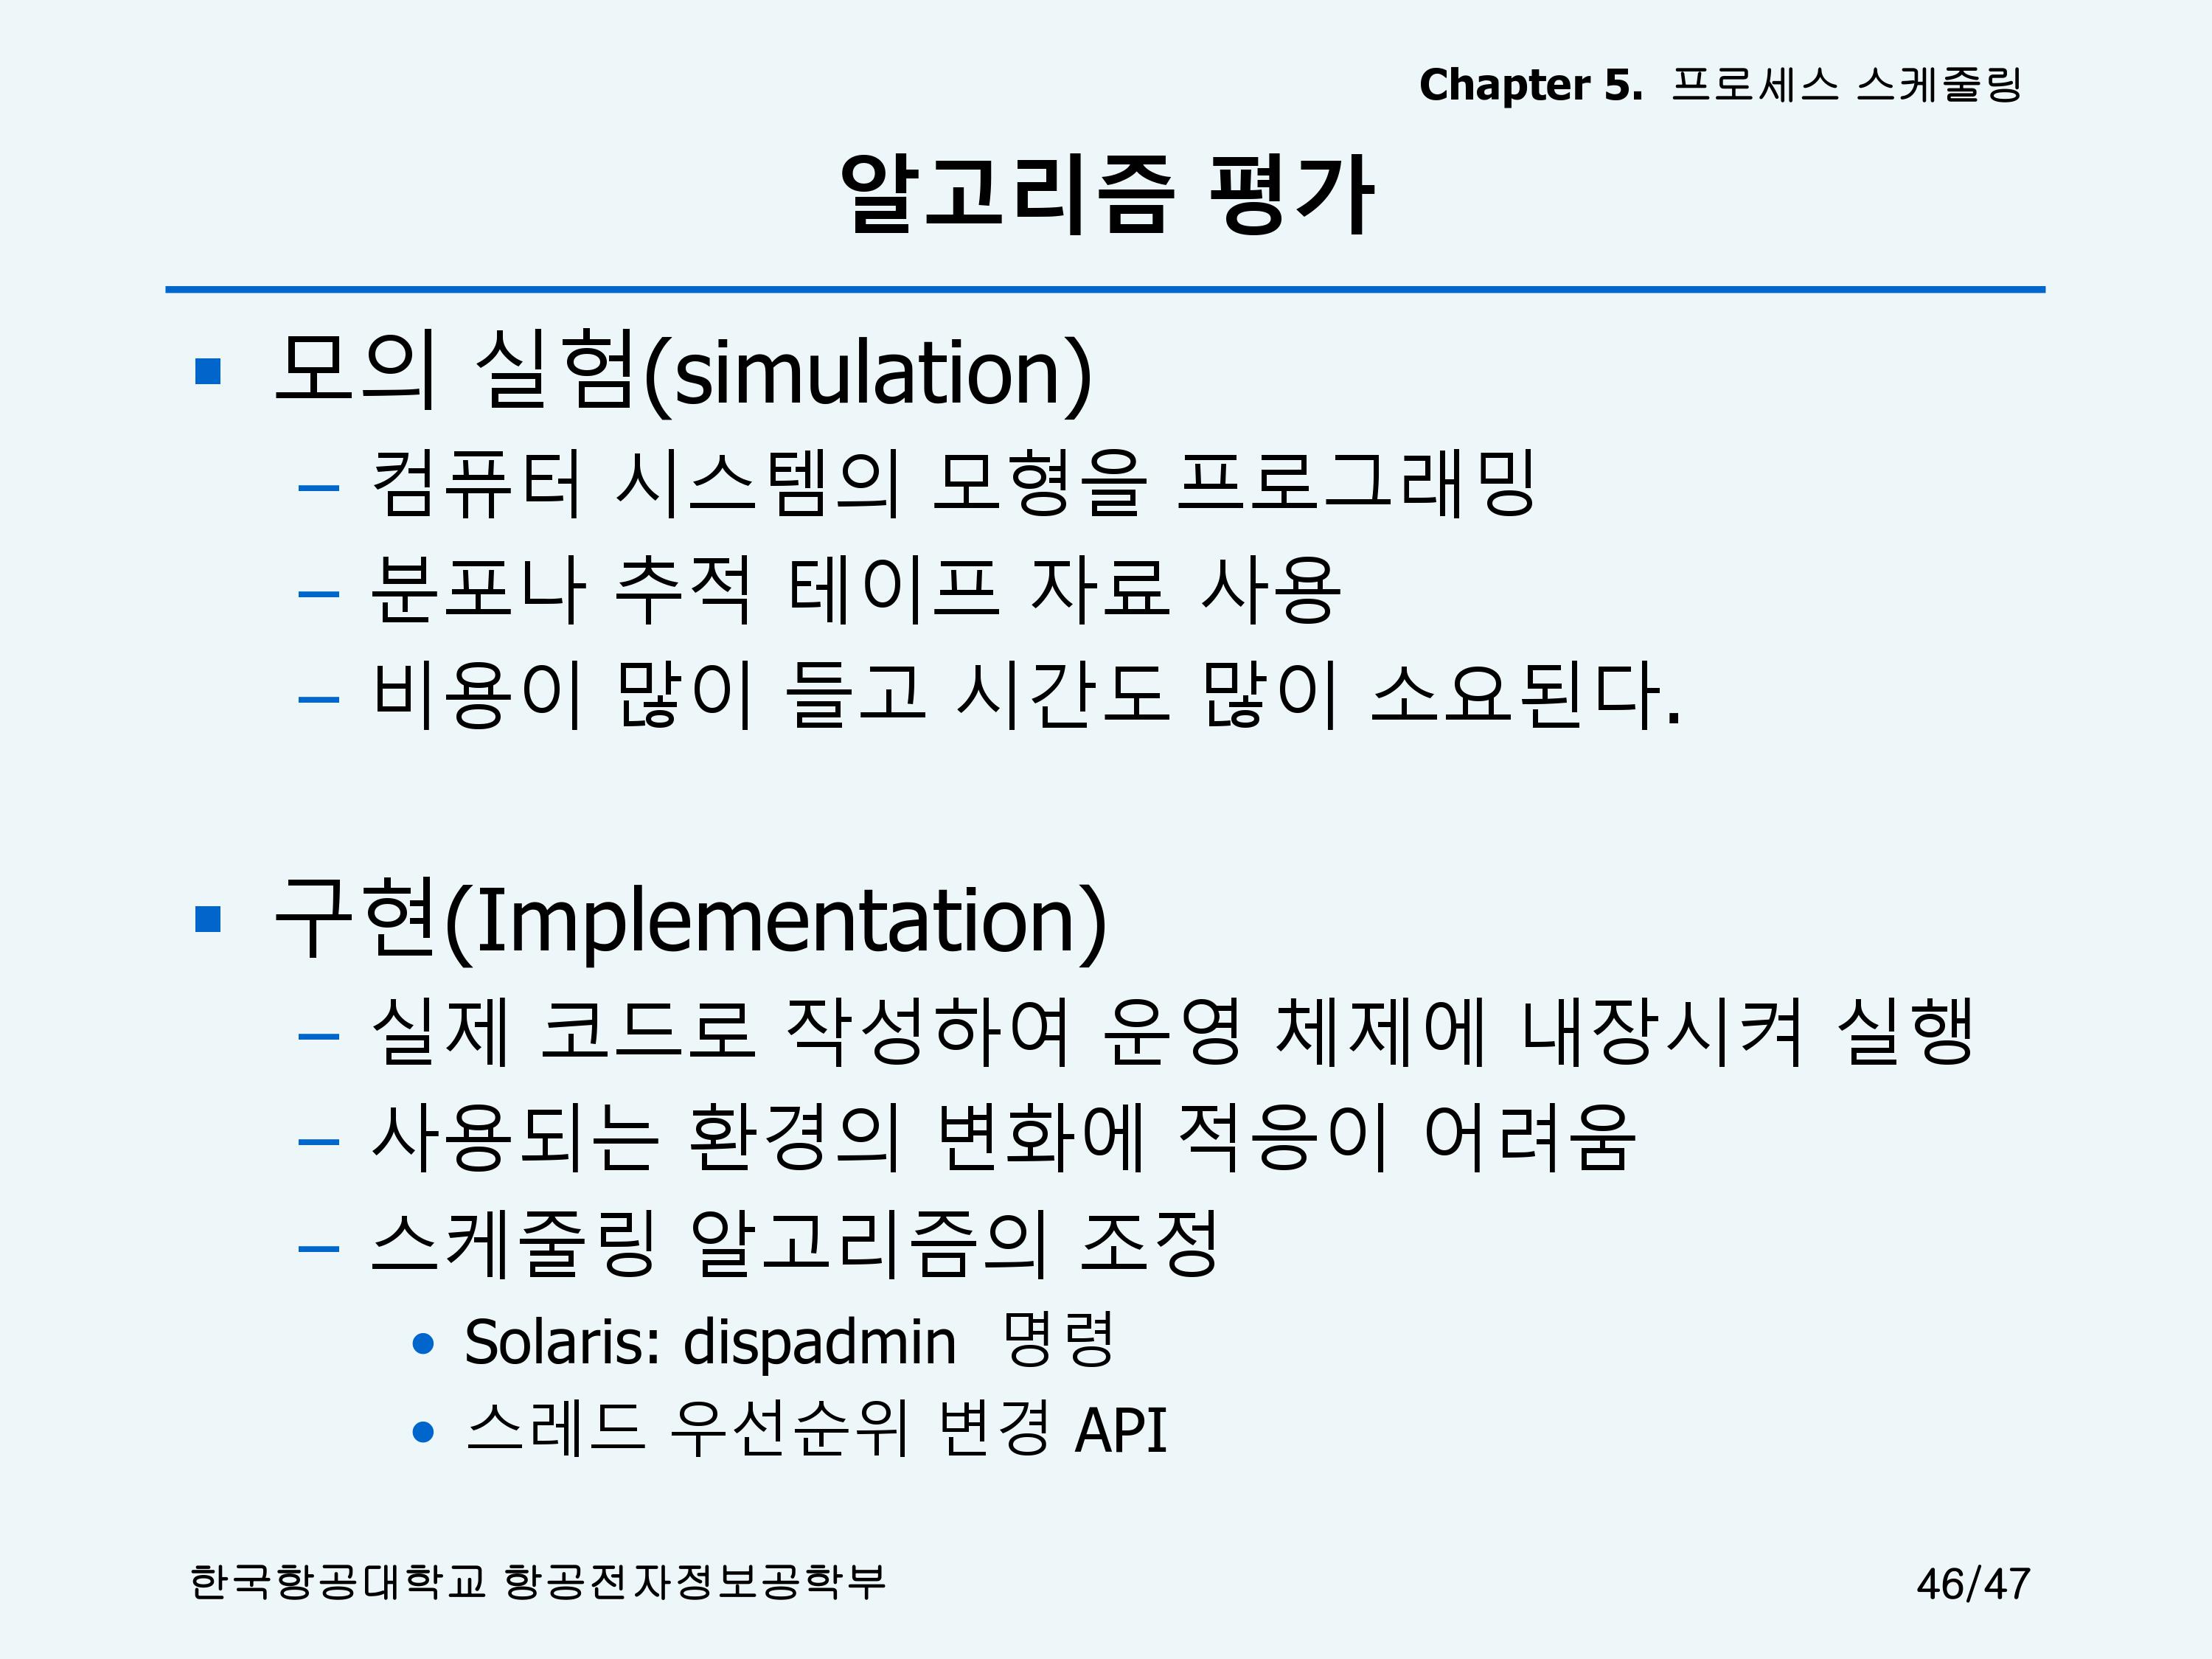 Chapter 5. 프로세스 스케줄링
알고리즘 평가
▪ 모의 실험(simulation)
– 컴퓨터 시스템의 모형을 프로그래밍
– 분포나 추적 테이프 자료 사용
– 비용이 많이 들고 시간도 많이 소요된다.
▪ 구현(Implementation)
– 실제 코드로 작성하여 운영 체제에 내장시켜 실행
– 사용되는 환경의 변화에 적응이 어려움
– 스케줄링 알고리즘의 조정
• Solaris: dispadmin 명령
• 스레드 우선순위 변경 API
한국항공대학교 항공전자정보공학부
46/47